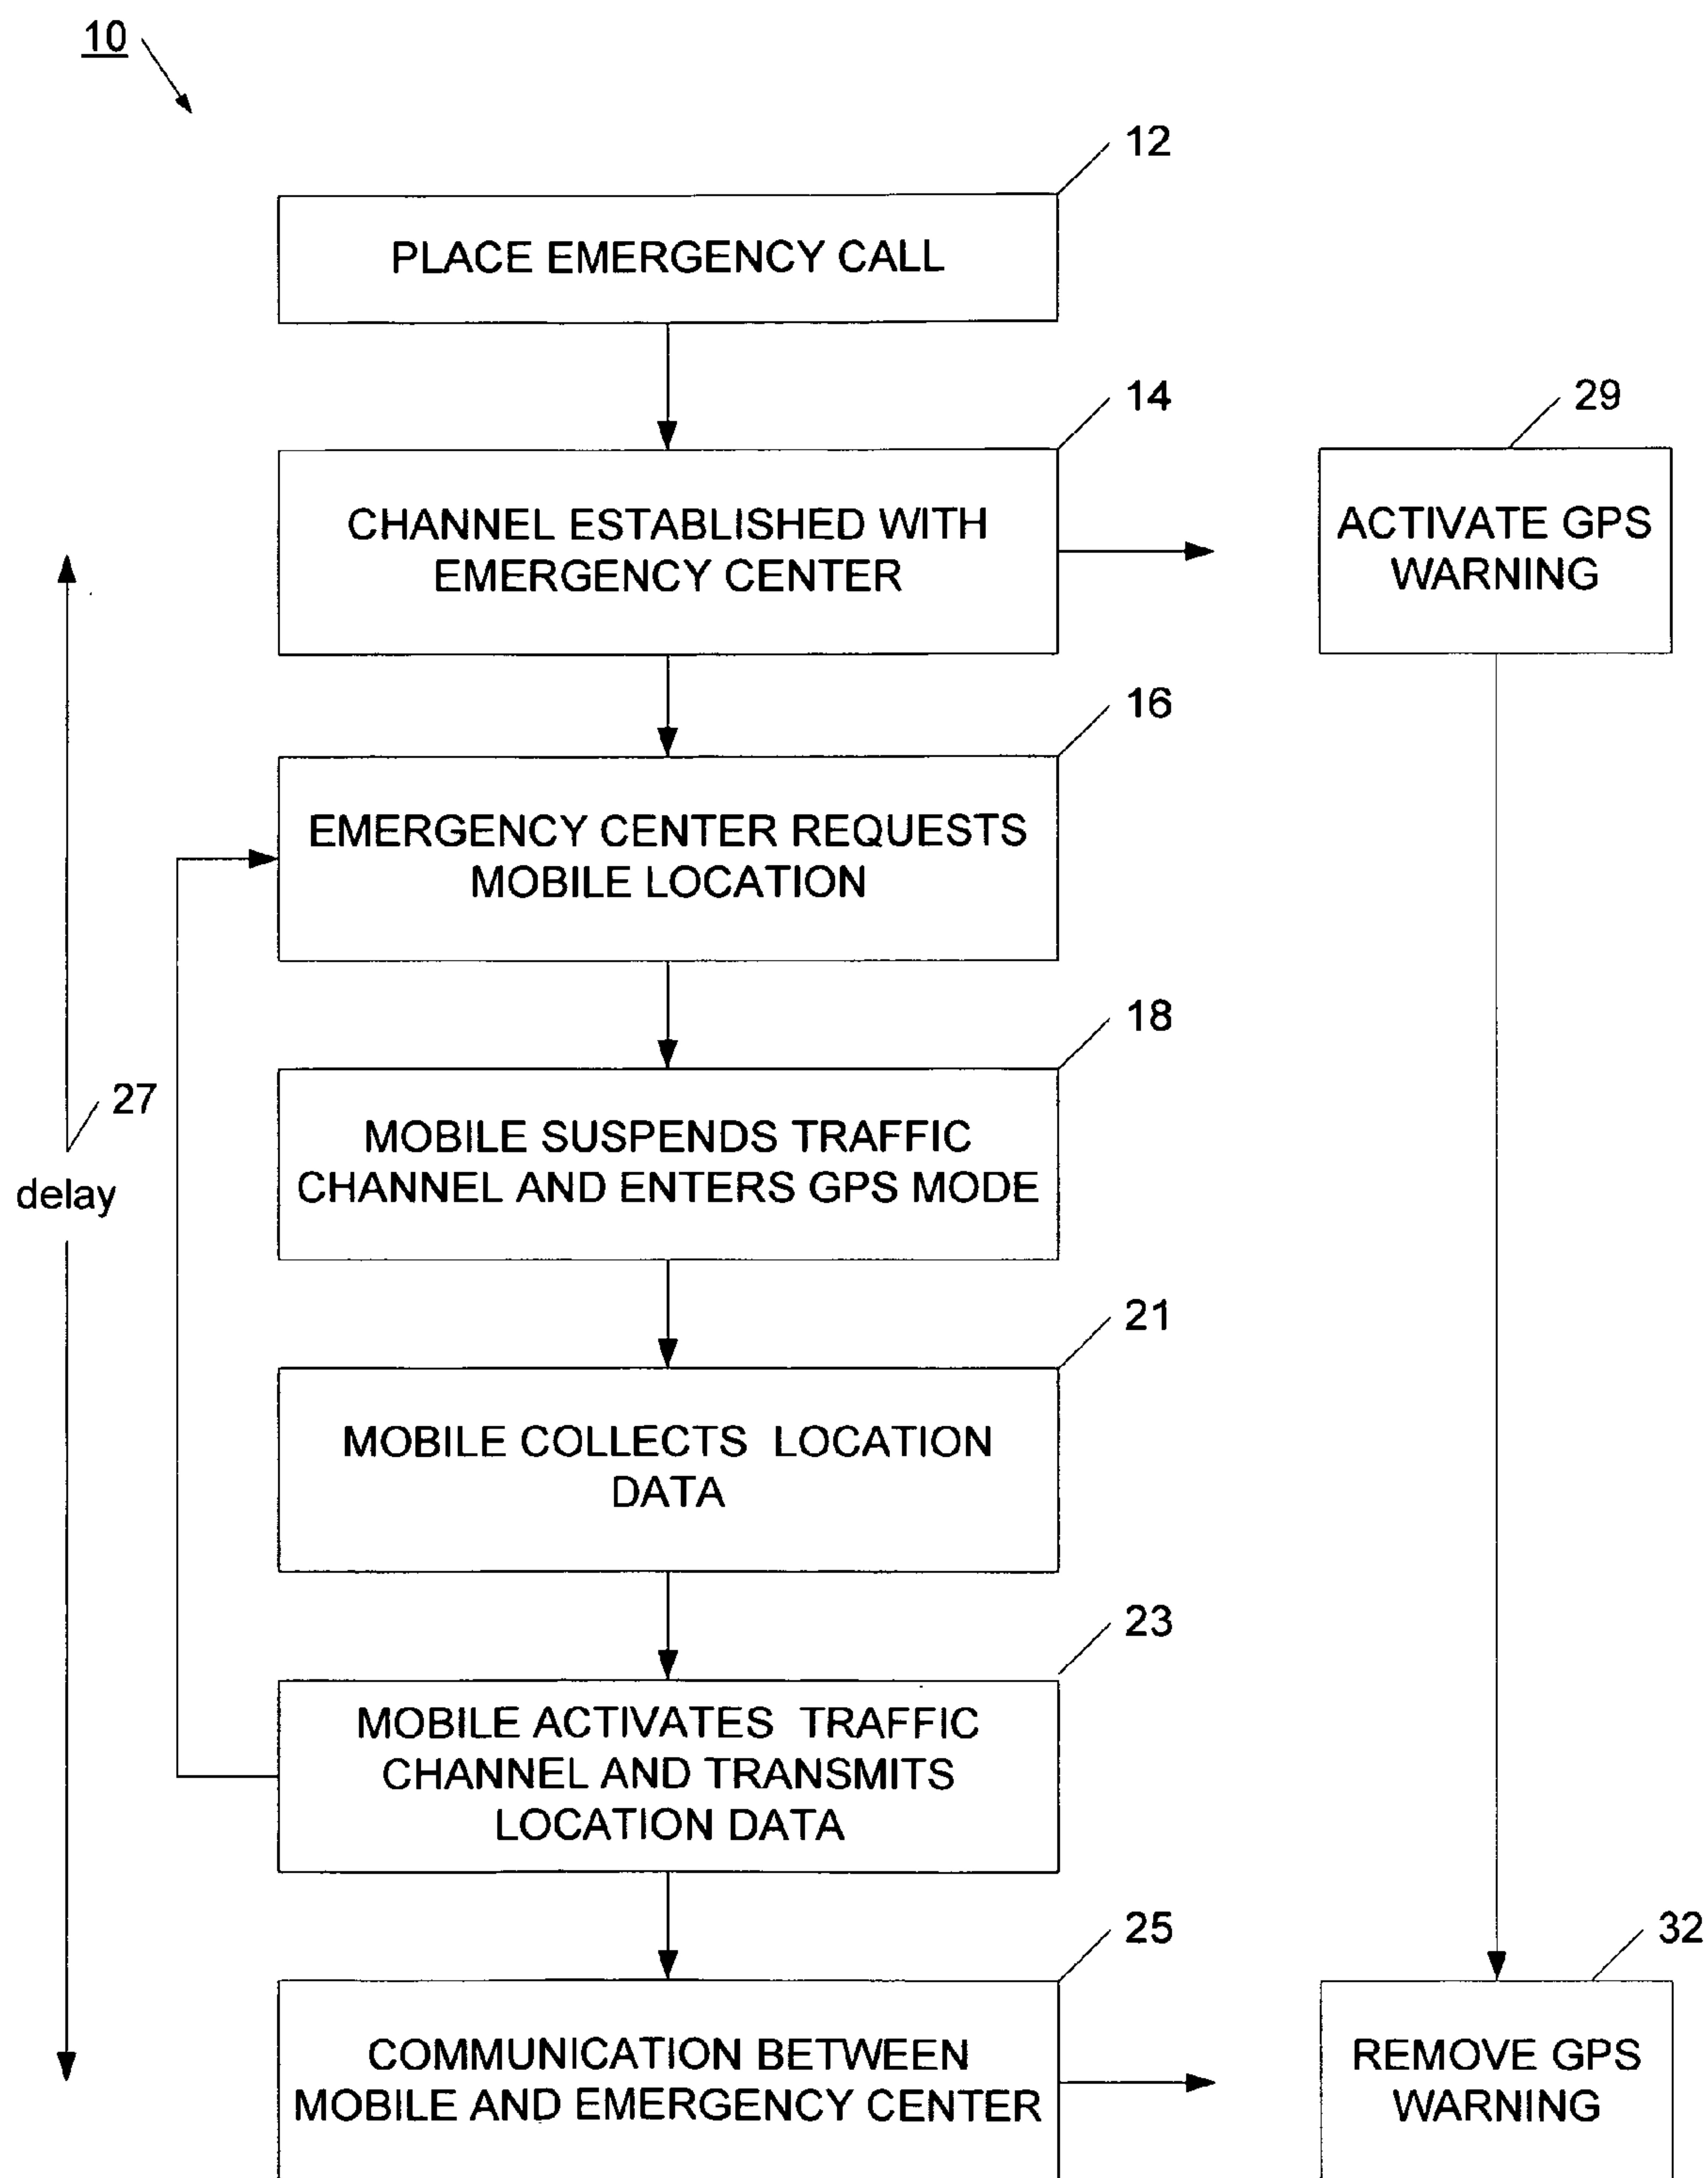 10
12
PLACE EMERGENCY CALL
14
29
CHANNEL ESTABLISHED WITH
EMERGENCY CENTER
ACTIVATE GPS
WARNING
16
EMERGENCY CENTER REQUESTS
MOBILE LOCATION
18
27
delay
MOBILE SUSPENDS TRAFFIC
CHANNEL AND ENTERS GPS MODE
21
MOBILE COLLECTS LOCATION
DATA
23
MOBILE ACTIVATES TRAFFIC
CHANNEL AND TRANSMITS
LOCATION DATA
25
32
COMMUNICATION BETWEEN
MOBILE AND EMERGENCY CENTER
REMOVE GPS
WARNING